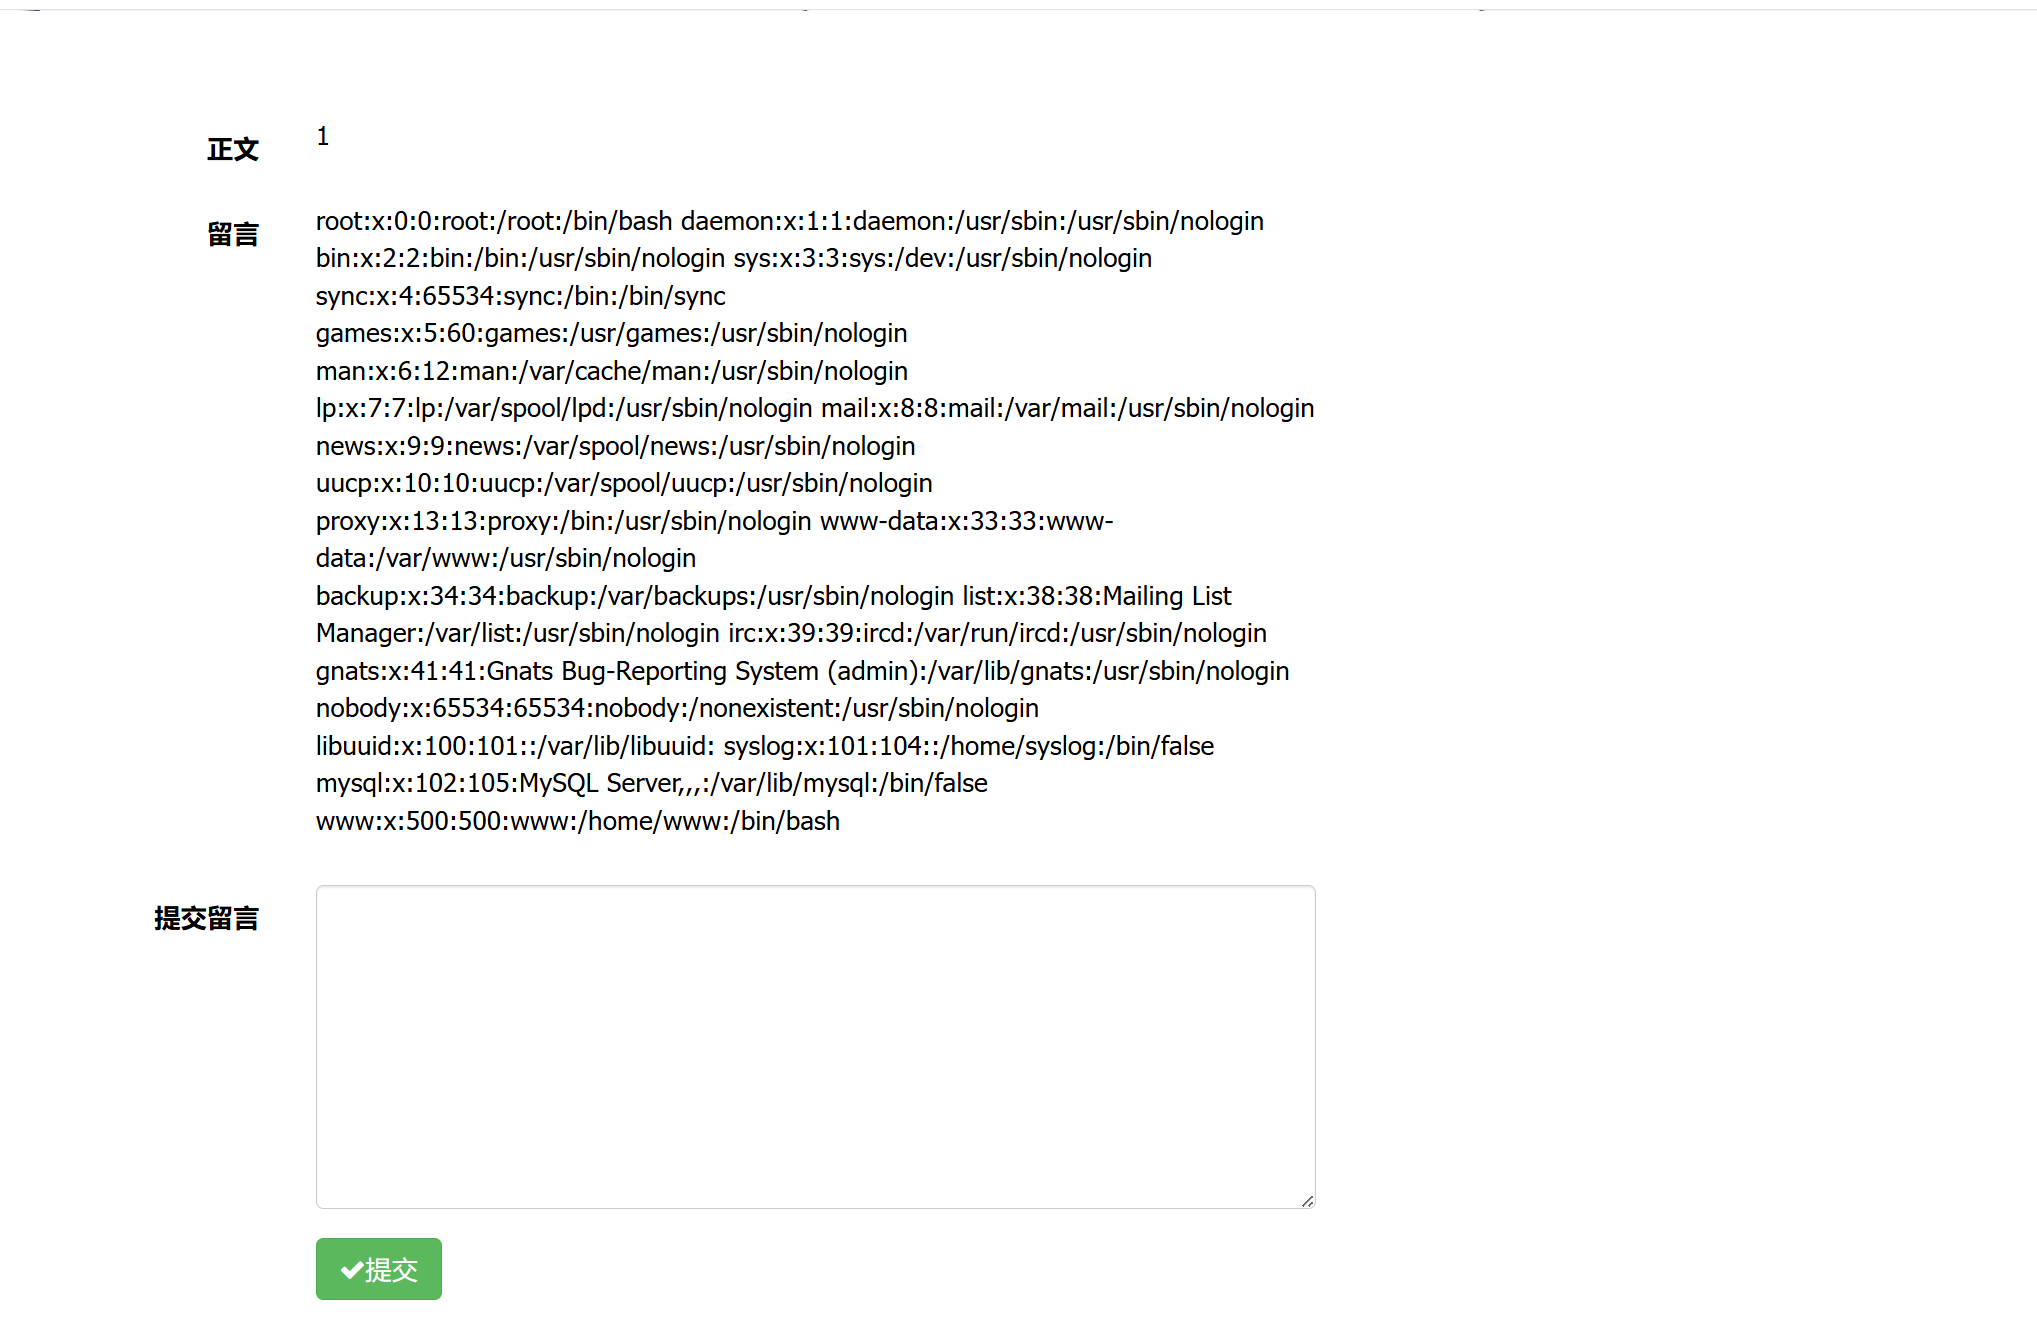 正文 1
留言 root:x:0:0:root:/root:/bin/bash daemon:x:1:1:daemon:/usr/sbin:/usr/sbin/nologin
bin:x:2:2:bin:/bin:/usr/sbin/nologin sys:x:3:3:sys:/dev:/usr/sbin/nologin
sync:x:4:65534:sync:/bin:/bin/sync
games:x:5:60:games:/usr/games:/usr/sbin/nologin
man:x:6:12:man:/var/cache/man:/usr/sbin/nologin
lp:x:7:7:lp:/var/spool/lpd:/usr/sbin/nologin mail:x:8:8:mail:/var/mail:/usr/sbin/nologin
news:x:9:9:news:/var/spool/news:/usr/sbin/nologin
uucp:x:10:10:uucp:/var/spool/uucp:/usr/sbin/nologin
proxy:x:13:13:proxy:/bin:/usr/sbin/nologin www-data:x:33:33:www-
data:/var/www:/usr/sbin/nologin
backup:x:34:34:backup:/var/backups:/usr/sbin/nologin list:x:38:38:Mailing List
Manager:/var/list:/usr/sbin/nologin irc:x:39:39:ircd:/var/run/ircd:/usr/sbin/nologin
gnats:x:41:41:Gnats Bug-Reporting System (admin):/var/lib/gnats:/usr/sbin/nologin
nobody:x:65534:65534:nobody:/nonexistent:/usr/sbin/nologin
libuuid:x:100:101::/var/lib/libuuid: syslog:x:101:104::/home/syslog:/bin/false
mysql:x:102:105:MySQL Server,,,:/var/lib/mysql:/bin/false
www:x:500:500:www:/home/www:/bin/bash
提交留言
提交